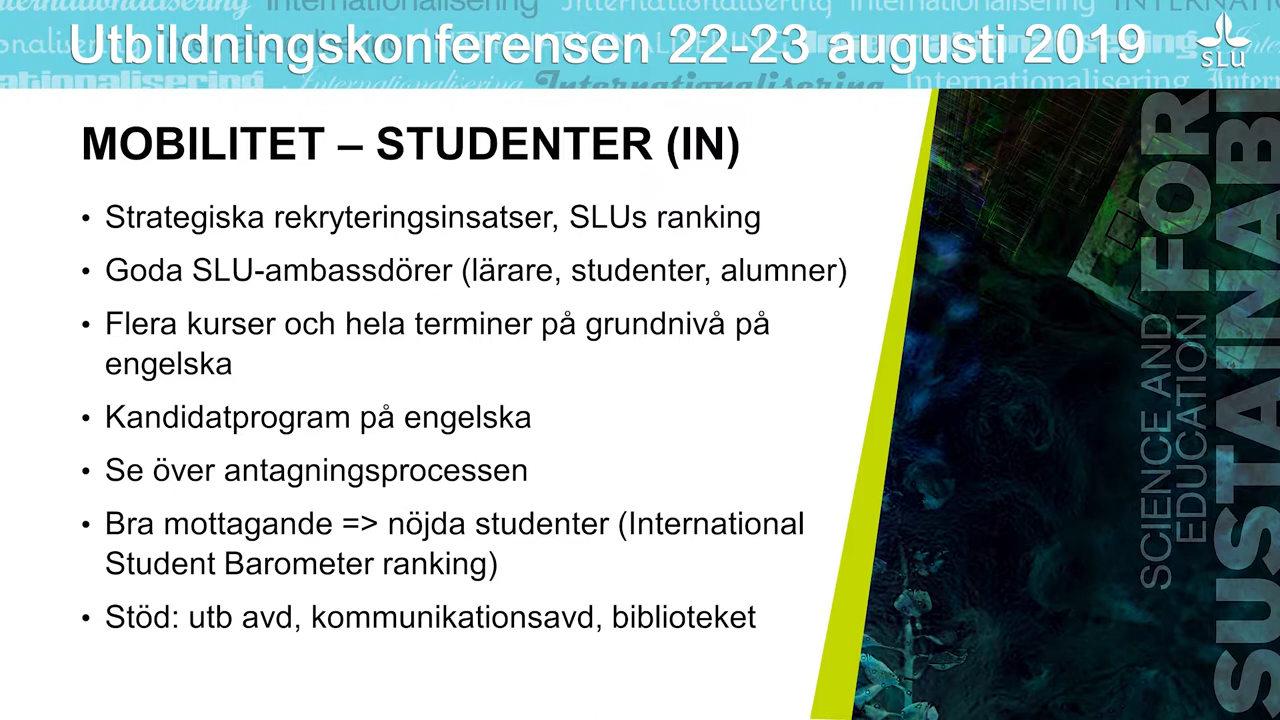 Utbildningskonferensen 22-23 augusti 2019
SLU
MOBILITET – STUDENTER (IN)
• Strategiska rekryteringsinsatser, SLUs ranking
• Goda SLU-ambassdörer (lärare, studenter, alumner)
• Flera kurser och hela terminer på grundnivå på
engelska
• Kandidatprogram på engelska
• Se över antagningsprocessen
• Bra mottagande => nöjda studenter (International
Student Barometer ranking)
• Stöd: utb avd, kommunikationsavd, biblioteket
SCIENCE AND
EDUCATION
FOR
SUSTAINABI